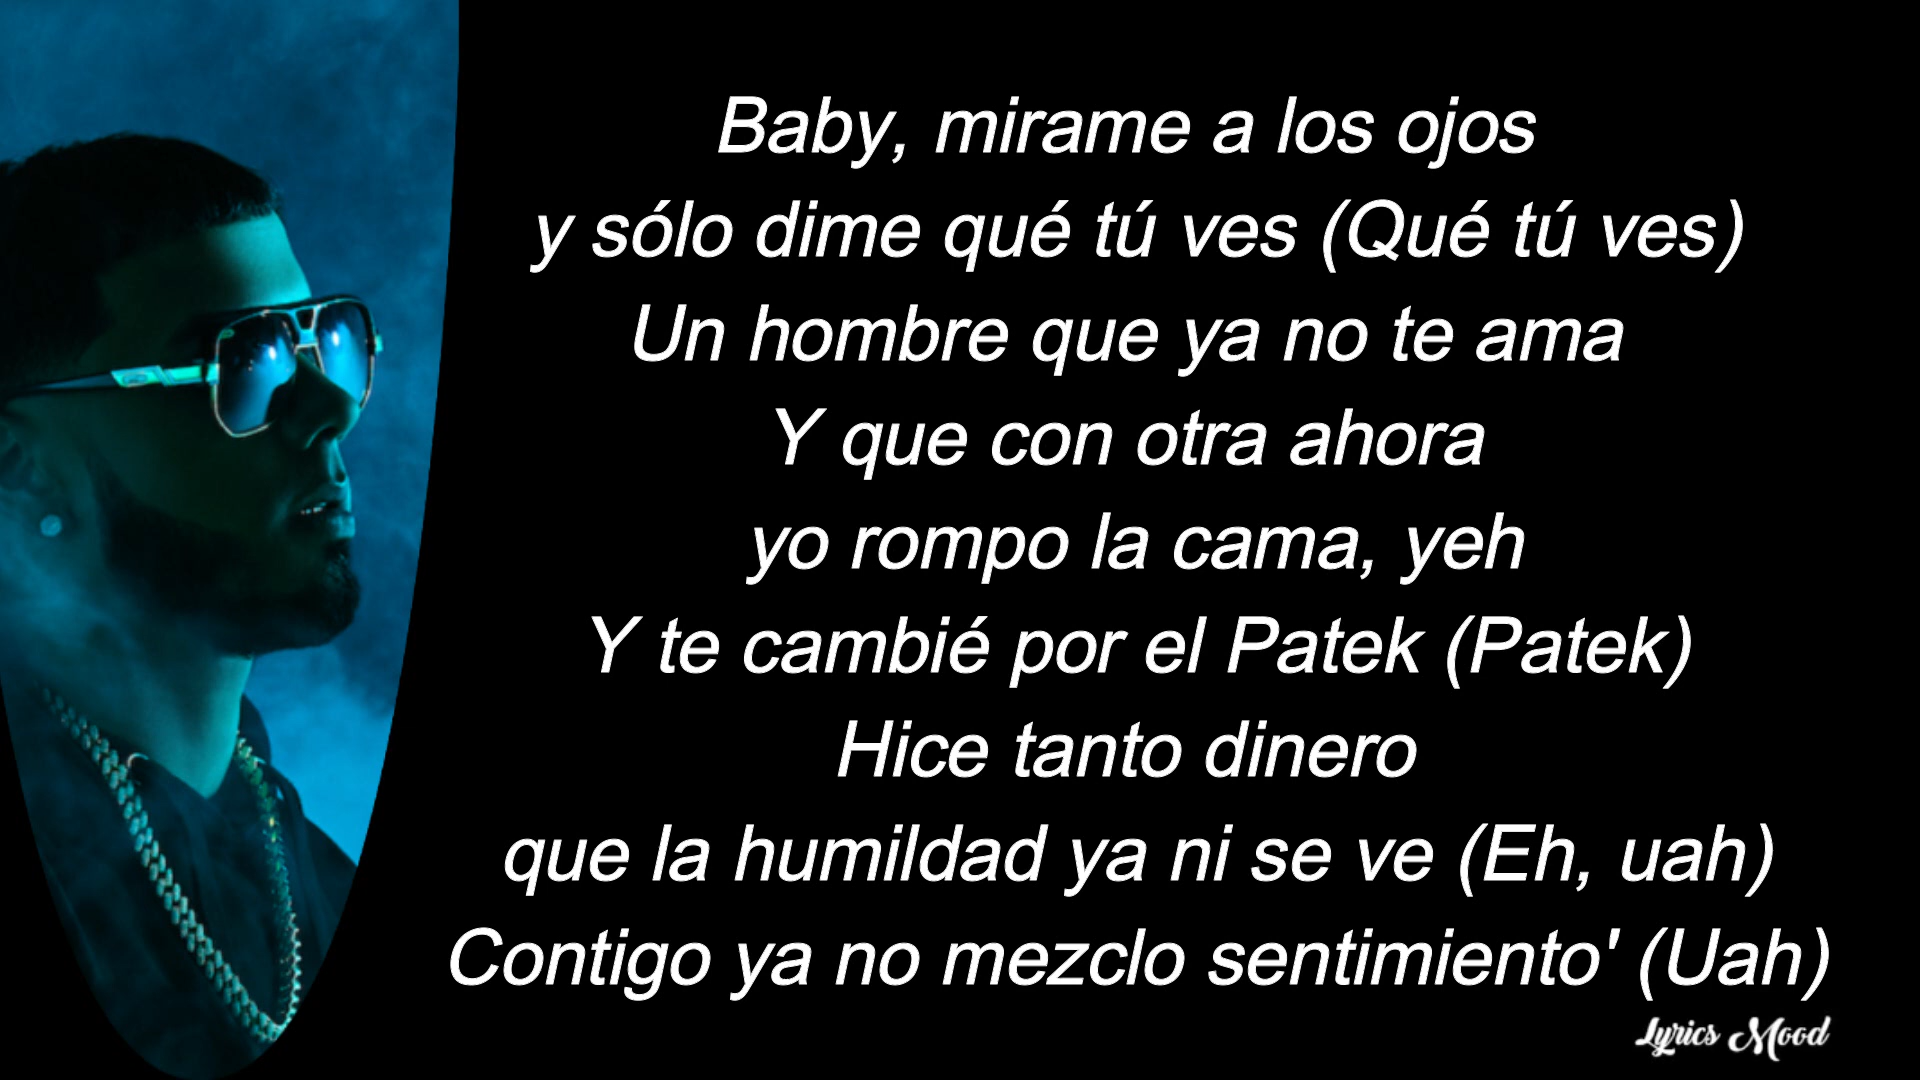 Baby, mirame a los ojos
y sólo dime qué tú ves (Qué tú ves)
Un hombre que ya no te ama
Y que con otra ahora
yo rompo la cama, yeh
Y te cambié por el Patek (Patek)
Hice tanto dinero
que la humildad ya ni se ve (Eh, uah)
Contigo ya no mezclo sentimiento' (Uah)
Lyrics Mood